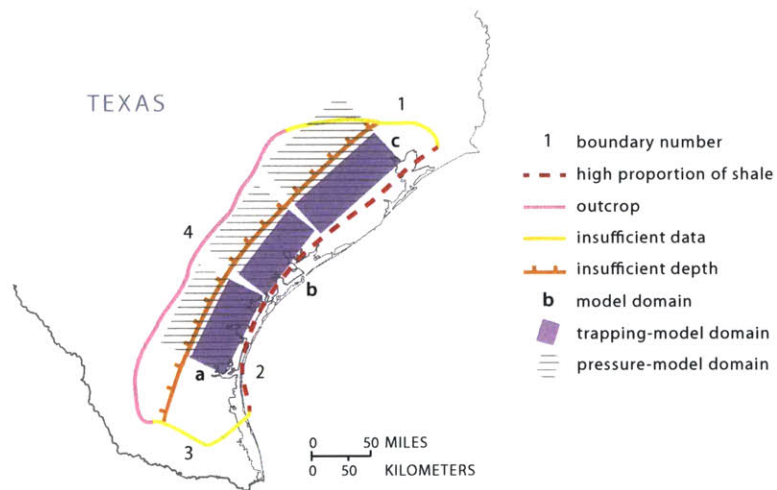 TEXAS
1
c
4
b
a
2
3
0 50 MILES
0 50 KILOMETERS
1 boundary number
high proportion of shale
outcrop
insufficient data
insufficient depth
b model domain
trapping-model domain
pressure-model domain